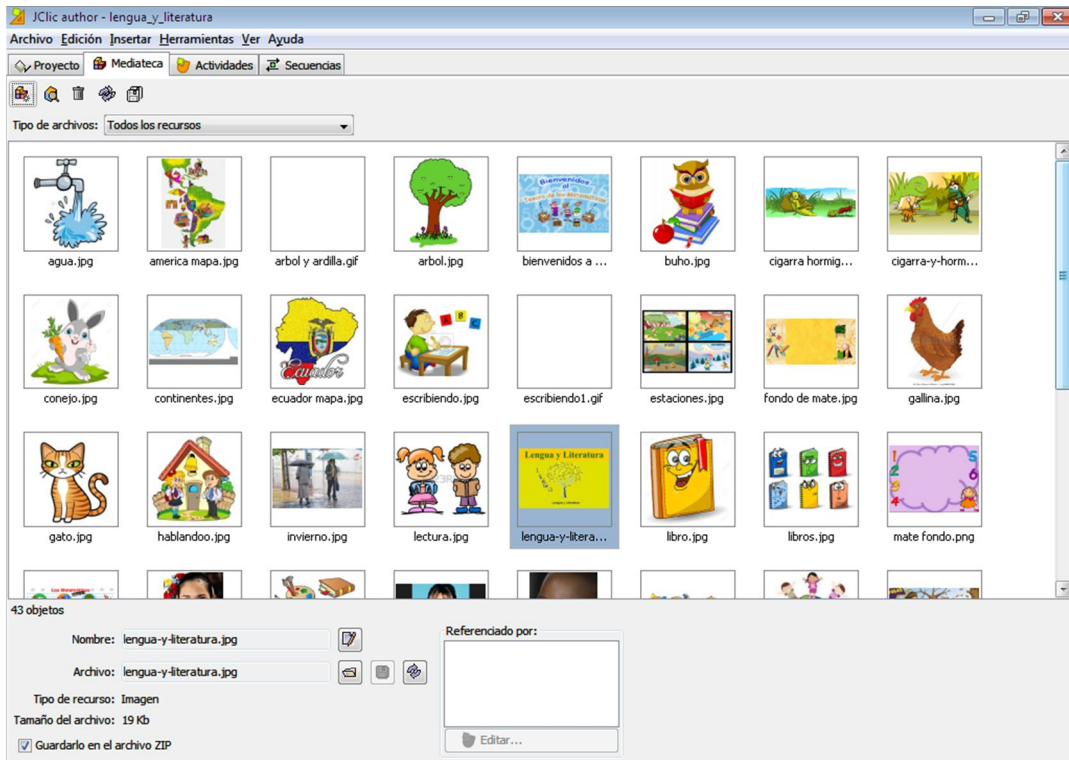 JClic author - lengua_y_literatura
Archivo Edición Insertar Herramientas Ver Ayuda
Proyecto Mediateca Actividades Secuencias
Tipo de archivos: Todos los recursos
Bienvenidos
al
Lengua y Literatura
agua.jpg america mapa.jpg arbol y ardilla.gif arbol.jpg bienvenidos a ... buho.jpg cigarra hormig... cigarra-y-horm...
A B C
Ecuador
conejo.jpg continentes.jpg ecuador mapa.jpg escribiendo.jpg escribiendo1.gif estaciones.jpg fondo de mate.jpg gallina.jpg
gato.jpg hablandoo.jpg invierno.jpg lectura.jpg lengua-y-litera... libro.jpg libros.jpg mate fondo.png
43 objetos
Nombre: lengua-y-literatura.jpg
Archivo: lengua-y-literatura.jpg
Tipo de recurso: Imagen
Tamaño del archivo: 19 Kb
Guardarlo en el archivo ZIP
Referenciado por:
Editar...